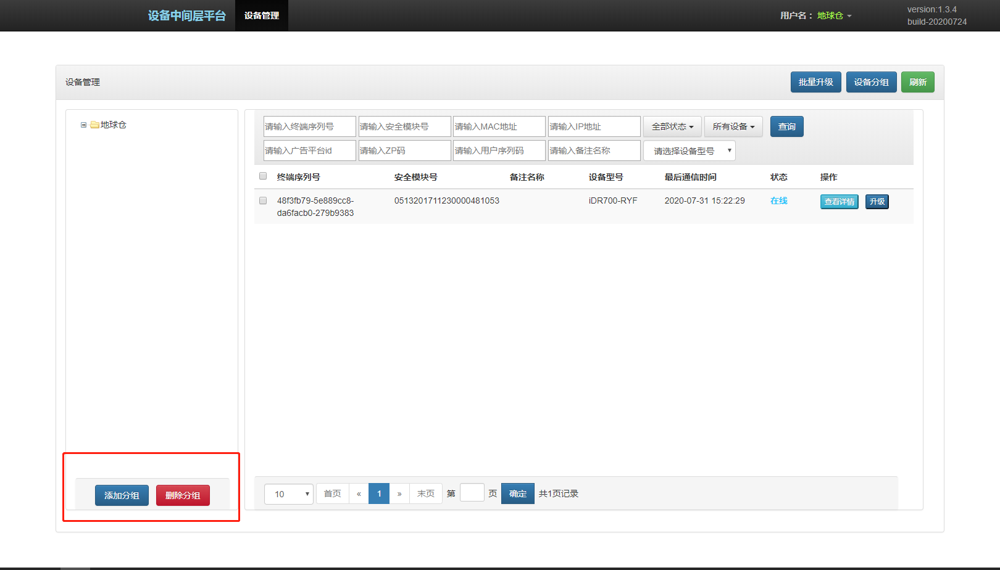 设备中间层平台 设备管理 用户名：地球仓 version:1.3.4
build-20200724
设备管理 批量升级 设备分组 刷新
地球仓
请输入终端序列号 请输入安全模块号 请输入MAC地址 请输入IP地址 全部状态 所有设备 查询
请输入广告平台id 请输入ZP码 请输入用户序列码 请输入备注名称 请选择设备型号
终端序列号 安全模块号 备注名称 设备型号 最后通信时间 状态 操作
48f3fb79-5e889cc8- 0513201711230000481053 iDR700-RYF 2020-07-31 15:22:29 在线 查看详情 升级
da6facb0-279b9383
添加分组 删除分组
10 首页 « 1 » 末页 第 页 确定 共1页记录